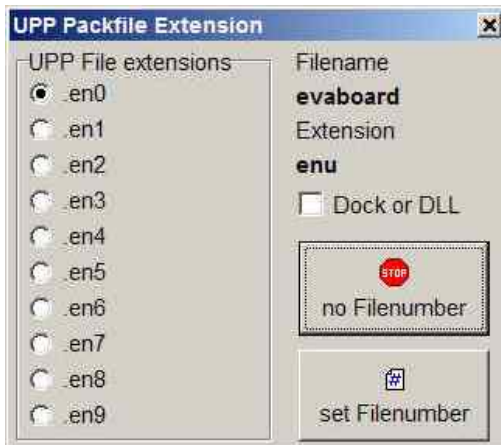 UPP Packfile Extension
UPP File extensions
.en0
.en1
.en2
.en3
.en4
.en5
.en6
.en7
.en8
.en9
Filename
evaboard
Extension
enu
Dock or DLL
STOP
no Filenumber
#
set Filenumber